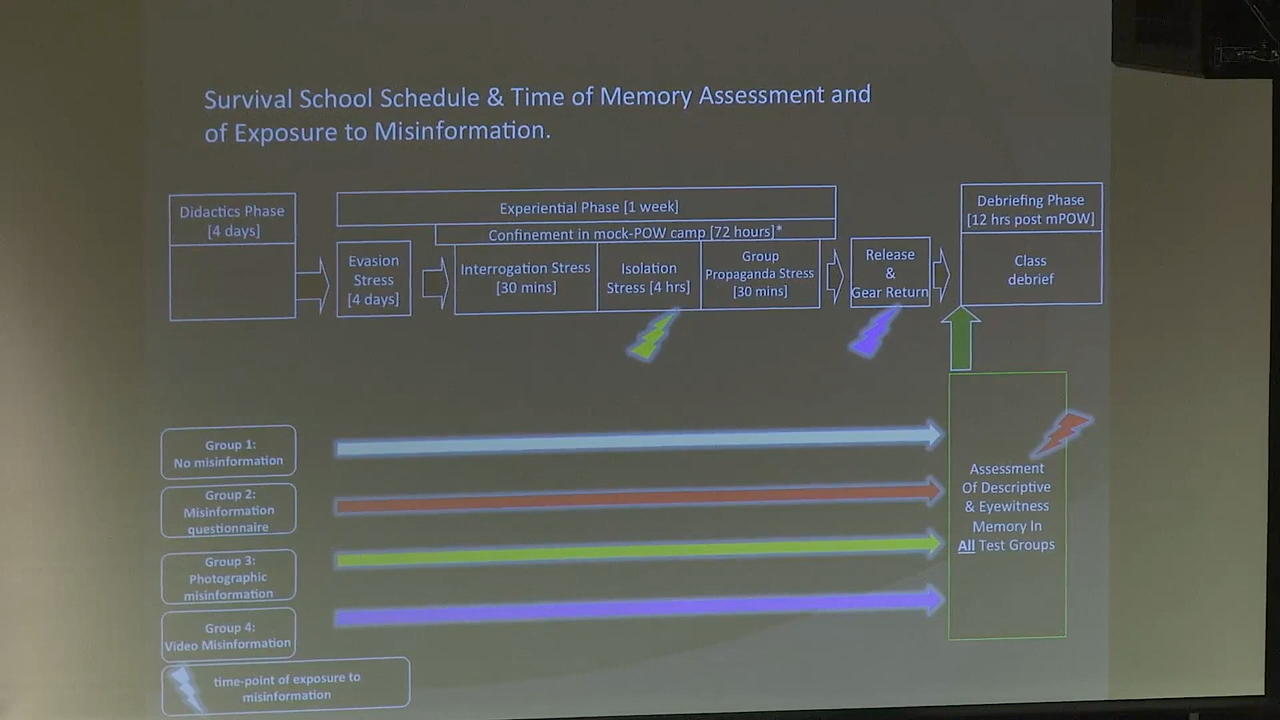 Survival School Schedule & Time of Memory Assessment and
of Exposure to Misinformation.
Didactics Phase
[4 days]
Experiential Phase [1 week]
Confinement in mock-POW camp [72 hours]*
Evasion
Stress
[4 days]
Interrogation Stress
[30 mins]
Isolation
Stress [4 hrs]
Group
Propaganda Stress
[30 mins]
Release
&
Gear Return
Debriefing Phase
[12 hrs post mPOW]
Class
debrief
Group 1:
No misinformation
Group 2:
Misinformation
questionnaire
Group 3:
Photographic
misinformation
Group 4:
Video Misinformation
time-point of exposure to
misinformation
Assessment
Of Descriptive
& Eyewitness
Memory In
All Test Groups